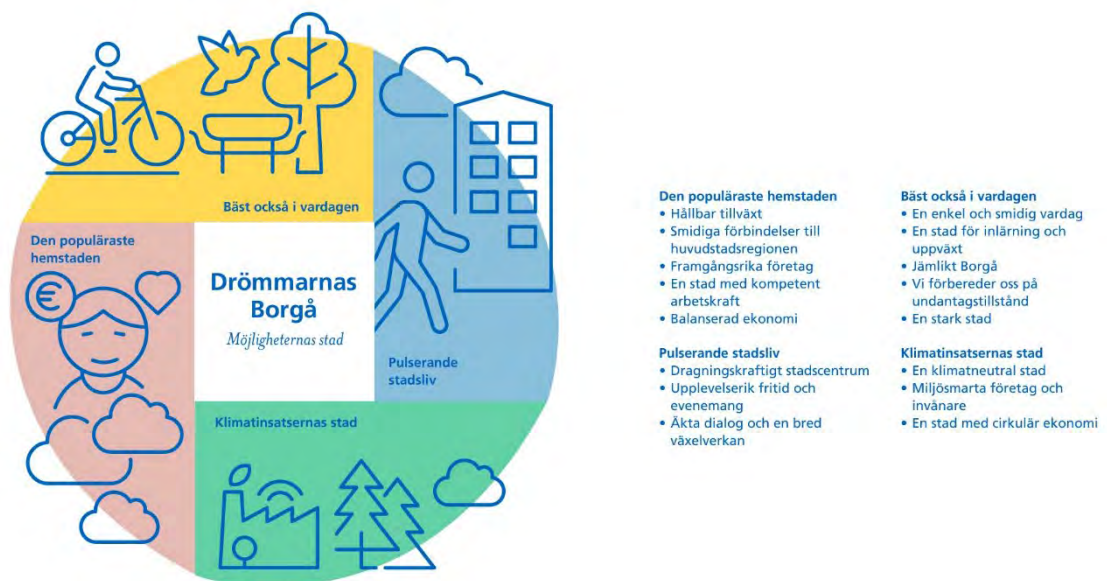 Bäst också i vardagen
Den populäraste
hemstaden
Drömmarnas
Borgå
Möjligheternas stad
Pulserande
stadsliv
Klimatinsatsernas stad
Den populäraste hemstaden
• Hållbar tillväxt
• Smidiga förbindelser till
huvudstadsregionen
• Framgångsrika företag
• En stad med kompetent
arbetskraft
• Balanserad ekonomi
Pulserande stadsliv
• Dragningskraftigt stadscentrum
• Upplevelserik fritid och
evenemang
• Äkta dialog och en bred
växelverkan
Bäst också i vardagen
• En enkel och smidig vardag
• En stad för inlärning och
uppväxt
• Jämlikt Borgå
• Vi förbereder oss på
undantagstillstånd
• En stark stad
Klimatinsatsernas stad
• En klimatneutral stad
• Miljösmarta företag och
invånare
• En stad med cirkulär ekonomi